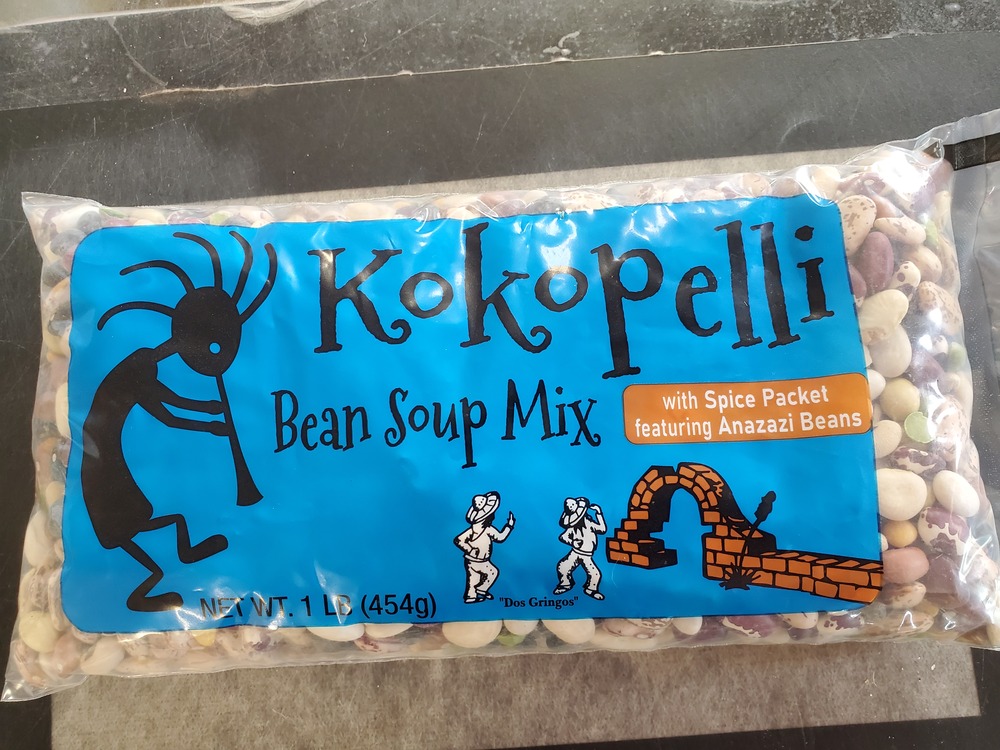 Kokopelli
Bean Soup Mix
with Spice Packet
featuring Anazazi Beans
"Dos Gringos"
NET WT. 1 LB (454g)